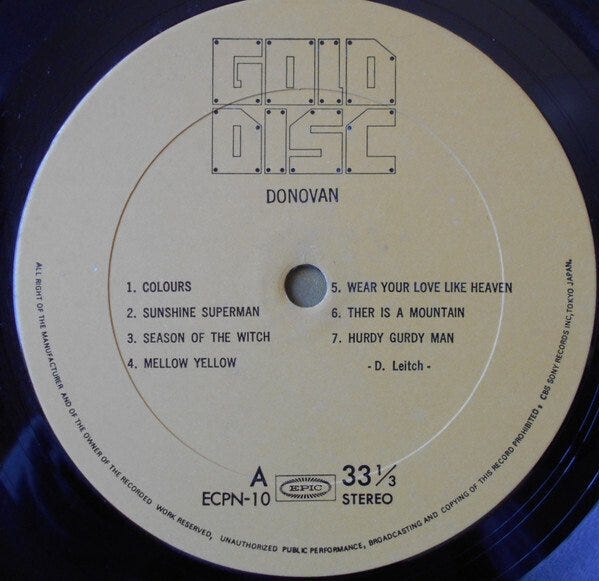 GOLD
DISC
DONOVAN
1. COLOURS
2. SUNSHINE SUPERMAN
3. SEASON OF THE WITCH
4. MELLOW YELLOW
5. WEAR YOUR LOVE LIKE HEAVEN
6. THER IS A MOUNTAIN
7. HURDY GURDY MAN
- D. Leitch -
A
ECPN-10
EPIC
33 1/3
STEREO
ALL RIGHT OF THE MANUFACTURER AND OF THE OWNER OF THE RECORDED WORK RESERVED, UNAUTHORIZED PUBLIC PERFORMANCE, BROADCASTING AND COPYING OF THIS RECORD PROHIBITED, CBS SONY RECORDS INC, TOKYO JAPAN.